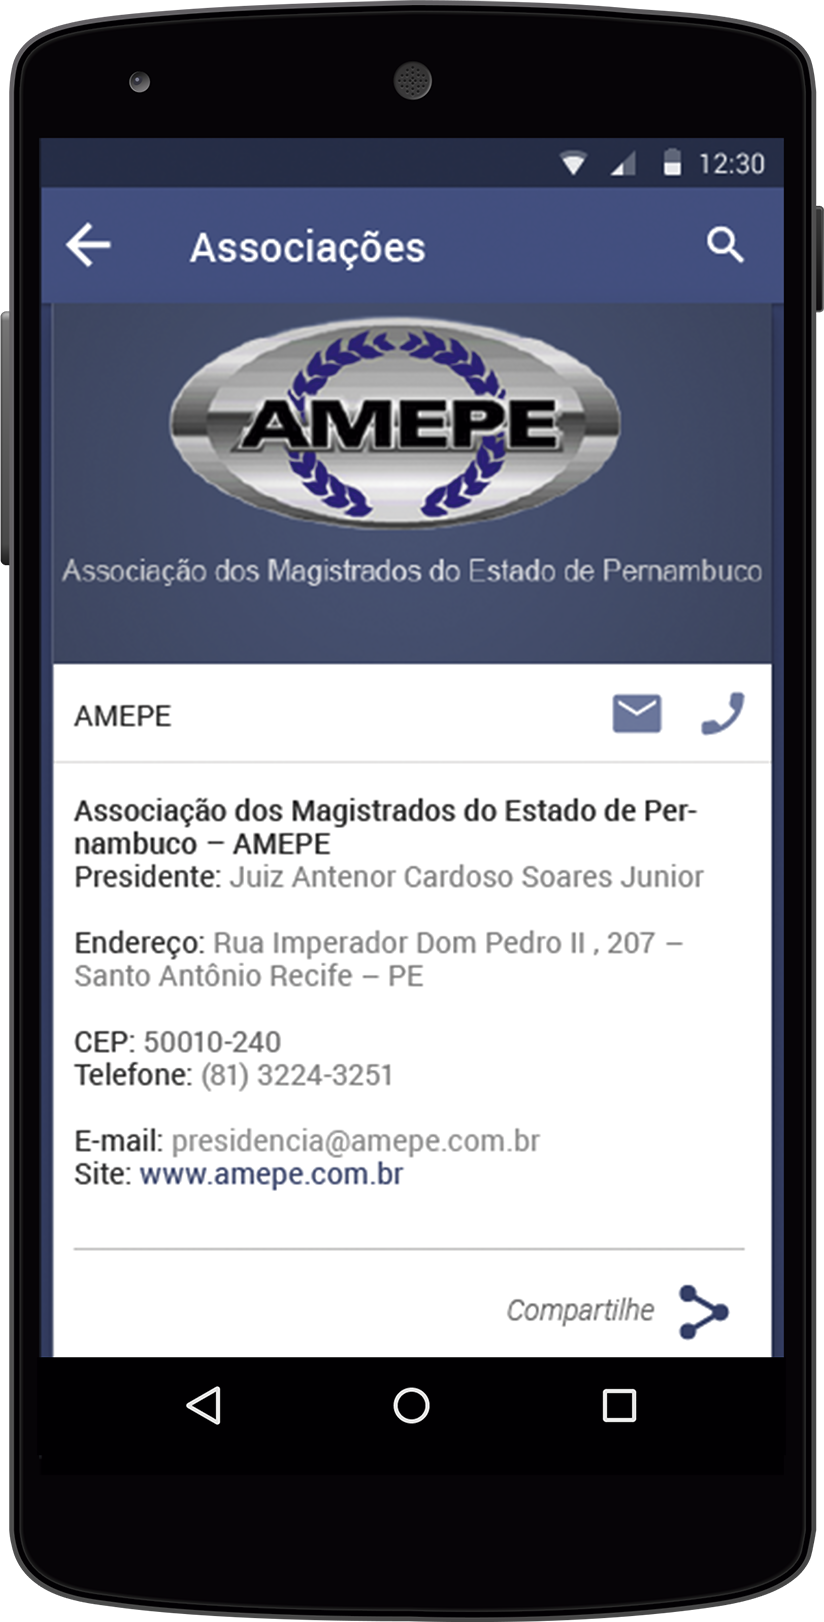 12:30
Associações
AMEPE
Associação dos Magistrados do Estado de Pernambuco
AMEPE
Associação dos Magistrados do Estado de Per-
nambuco – AMEPE
Presidente: Juiz Antenor Cardoso Soares Junior
Endereço: Rua Imperador Dom Pedro II , 207 –
Santo Antônio Recife – PE
CEP: 50010-240
Telefone: (81) 3224-3251
E-mail: presidencia@amepe.com.br
Site: www.amepe.com.br
Compartilhe